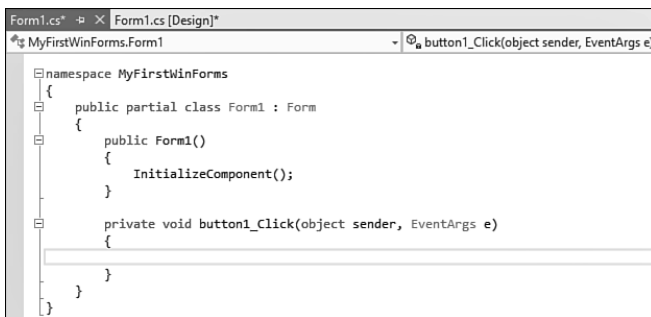 Form1.cs* Form1.cs [Design]*
MyFirstWinForms.Form1 button1_Click(object sender, EventArgs e)
namespace MyFirstWinForms
{
public partial class Form1 : Form
{
public Form1()
{
InitializeComponent();
}
private void button1_Click(object sender, EventArgs e)
{
}
}
}